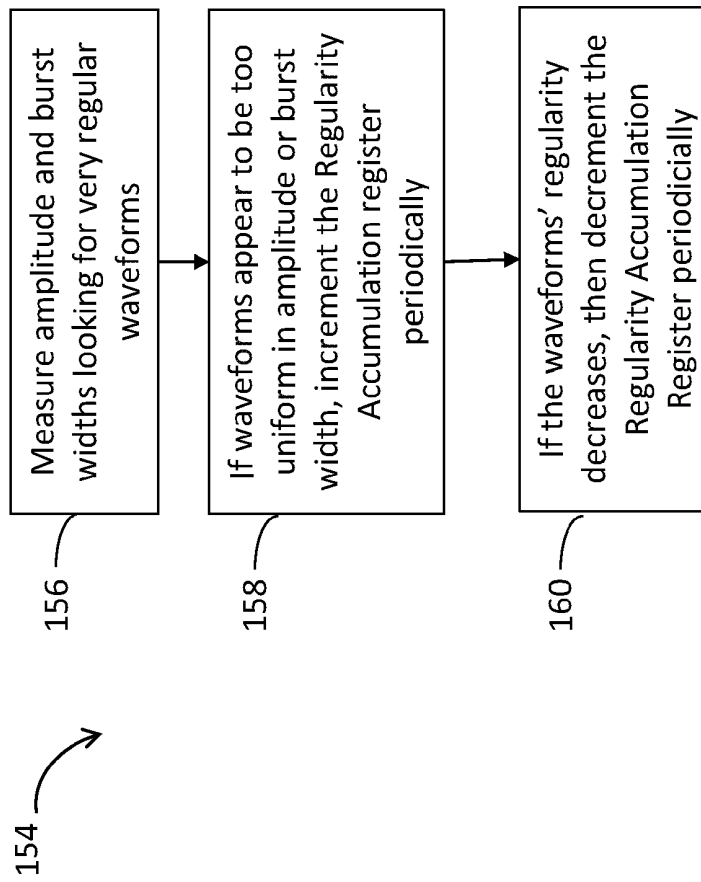 154
156
Measure amplitude and burst
widths looking for very regular
waveforms
158
If waveforms appear to be too
uniform in amplitude or burst
width, increment the Regularity
Accumulation register
periodically
160
If the waveforms' regularity
decreases, then decrement the
Regularity Accumulation
Register periodicially